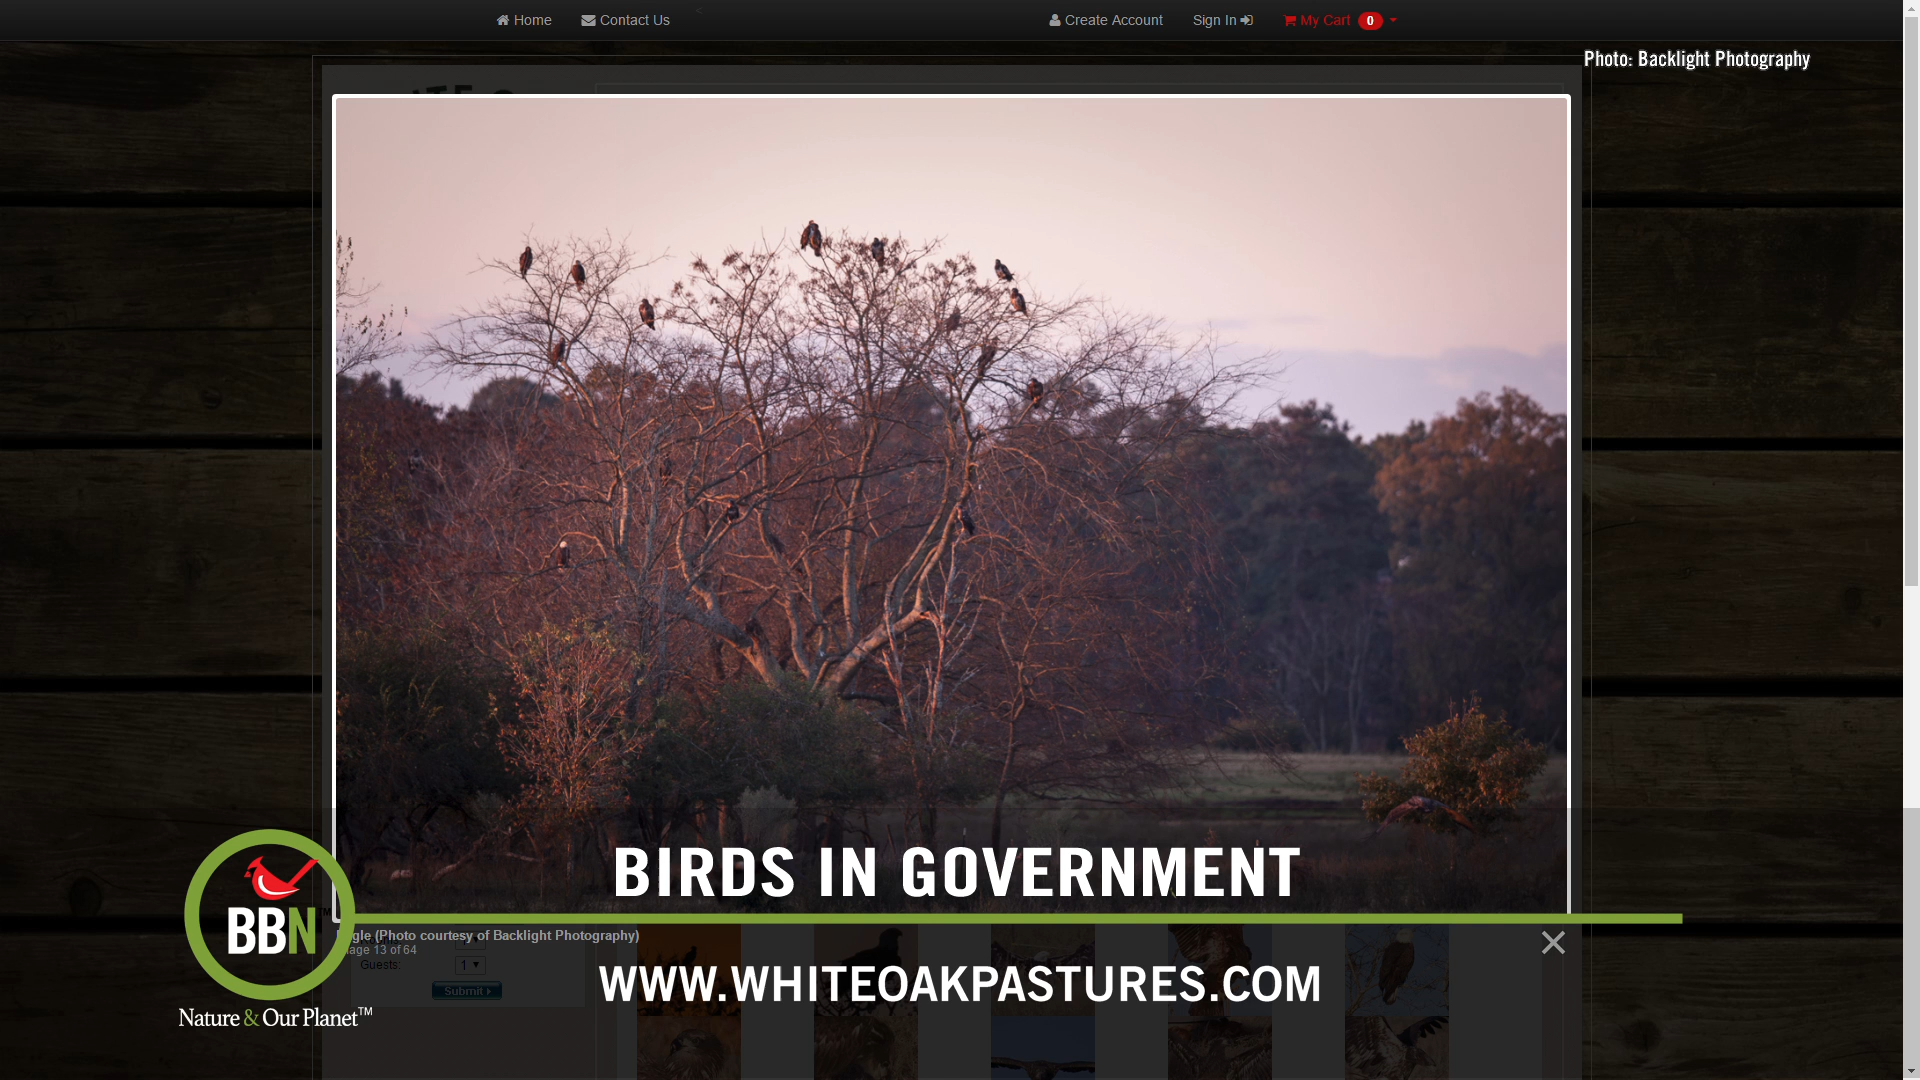 Home
Contact Us
<
Create Account
Sign In
My Cart 0
Photo: Backlight Photography
BIRDS IN GOVERNMENT
BBN
TM
gle (Photo courtesy of Backlight Photography)
age 13 of 64
Guests:
1
Submit
WWW.WHITEOAKPASTURES.COM
Nature & Our Planet™